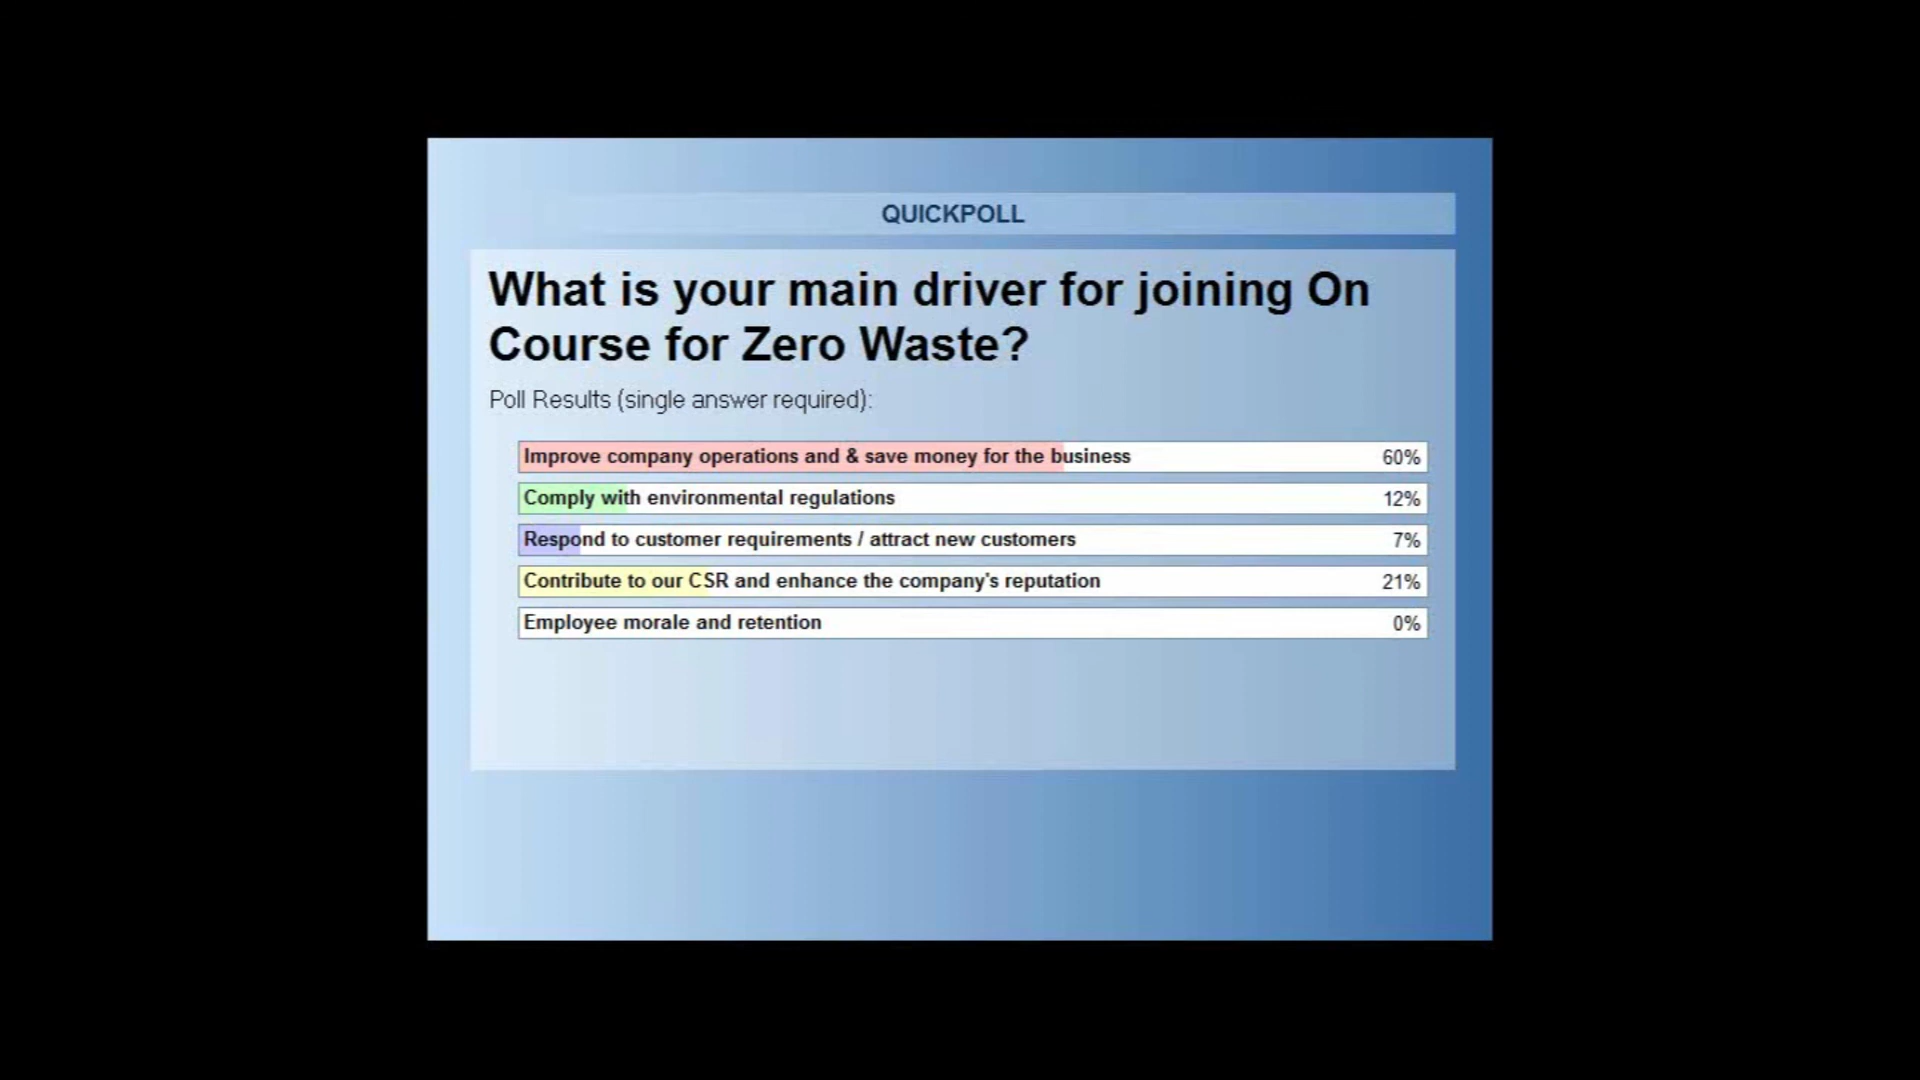 QUICKPOLL
What is your main driver for joining On
Course for Zero Waste?
Poll Results (single answer required):
Improve company operations and & save money for the business 60%
Comply with environmental regulations 12%
Respond to customer requirements / attract new customers 7%
Contribute to our CSR and enhance the company's reputation 21%
Employee morale and retention 0%